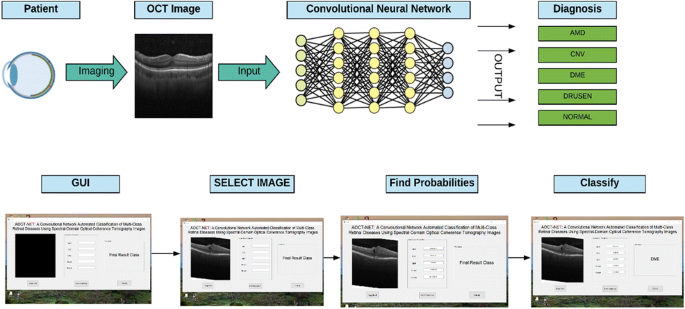 Patient
OCT Image
Convolutional Neural Network
Diagnosis
Imaging
Input
OUTPUT
AMD
CNV
DME
DRUSEN
NORMAL
GUI
SELECT IMAGE
Find Probabilities
Classify
AOCT-NET: A Convolutional Network Automated Classification of Multi-Class
Retinal Diseases Using Spectral-Domain Optical Coherence Tomography Images
Final Result Class
AOCT-NET: A Convolutional Network Automated Classification of Multi-Class
Retinal Diseases Using Spectral-Domain Optical Coherence Tomography Images
Final Result Class
AOCT-NET: A Convolutional Network Automated Classification of Multi-Class
Retinal Diseases Using Spectral-Domain Optical Coherence Tomography Images
Final Result Class
AOCT-NET: A Convolutional Network Automated Classification of Multi-Class
Retinal Diseases Using Spectral-Domain Optical Coherence Tomography Images
DME